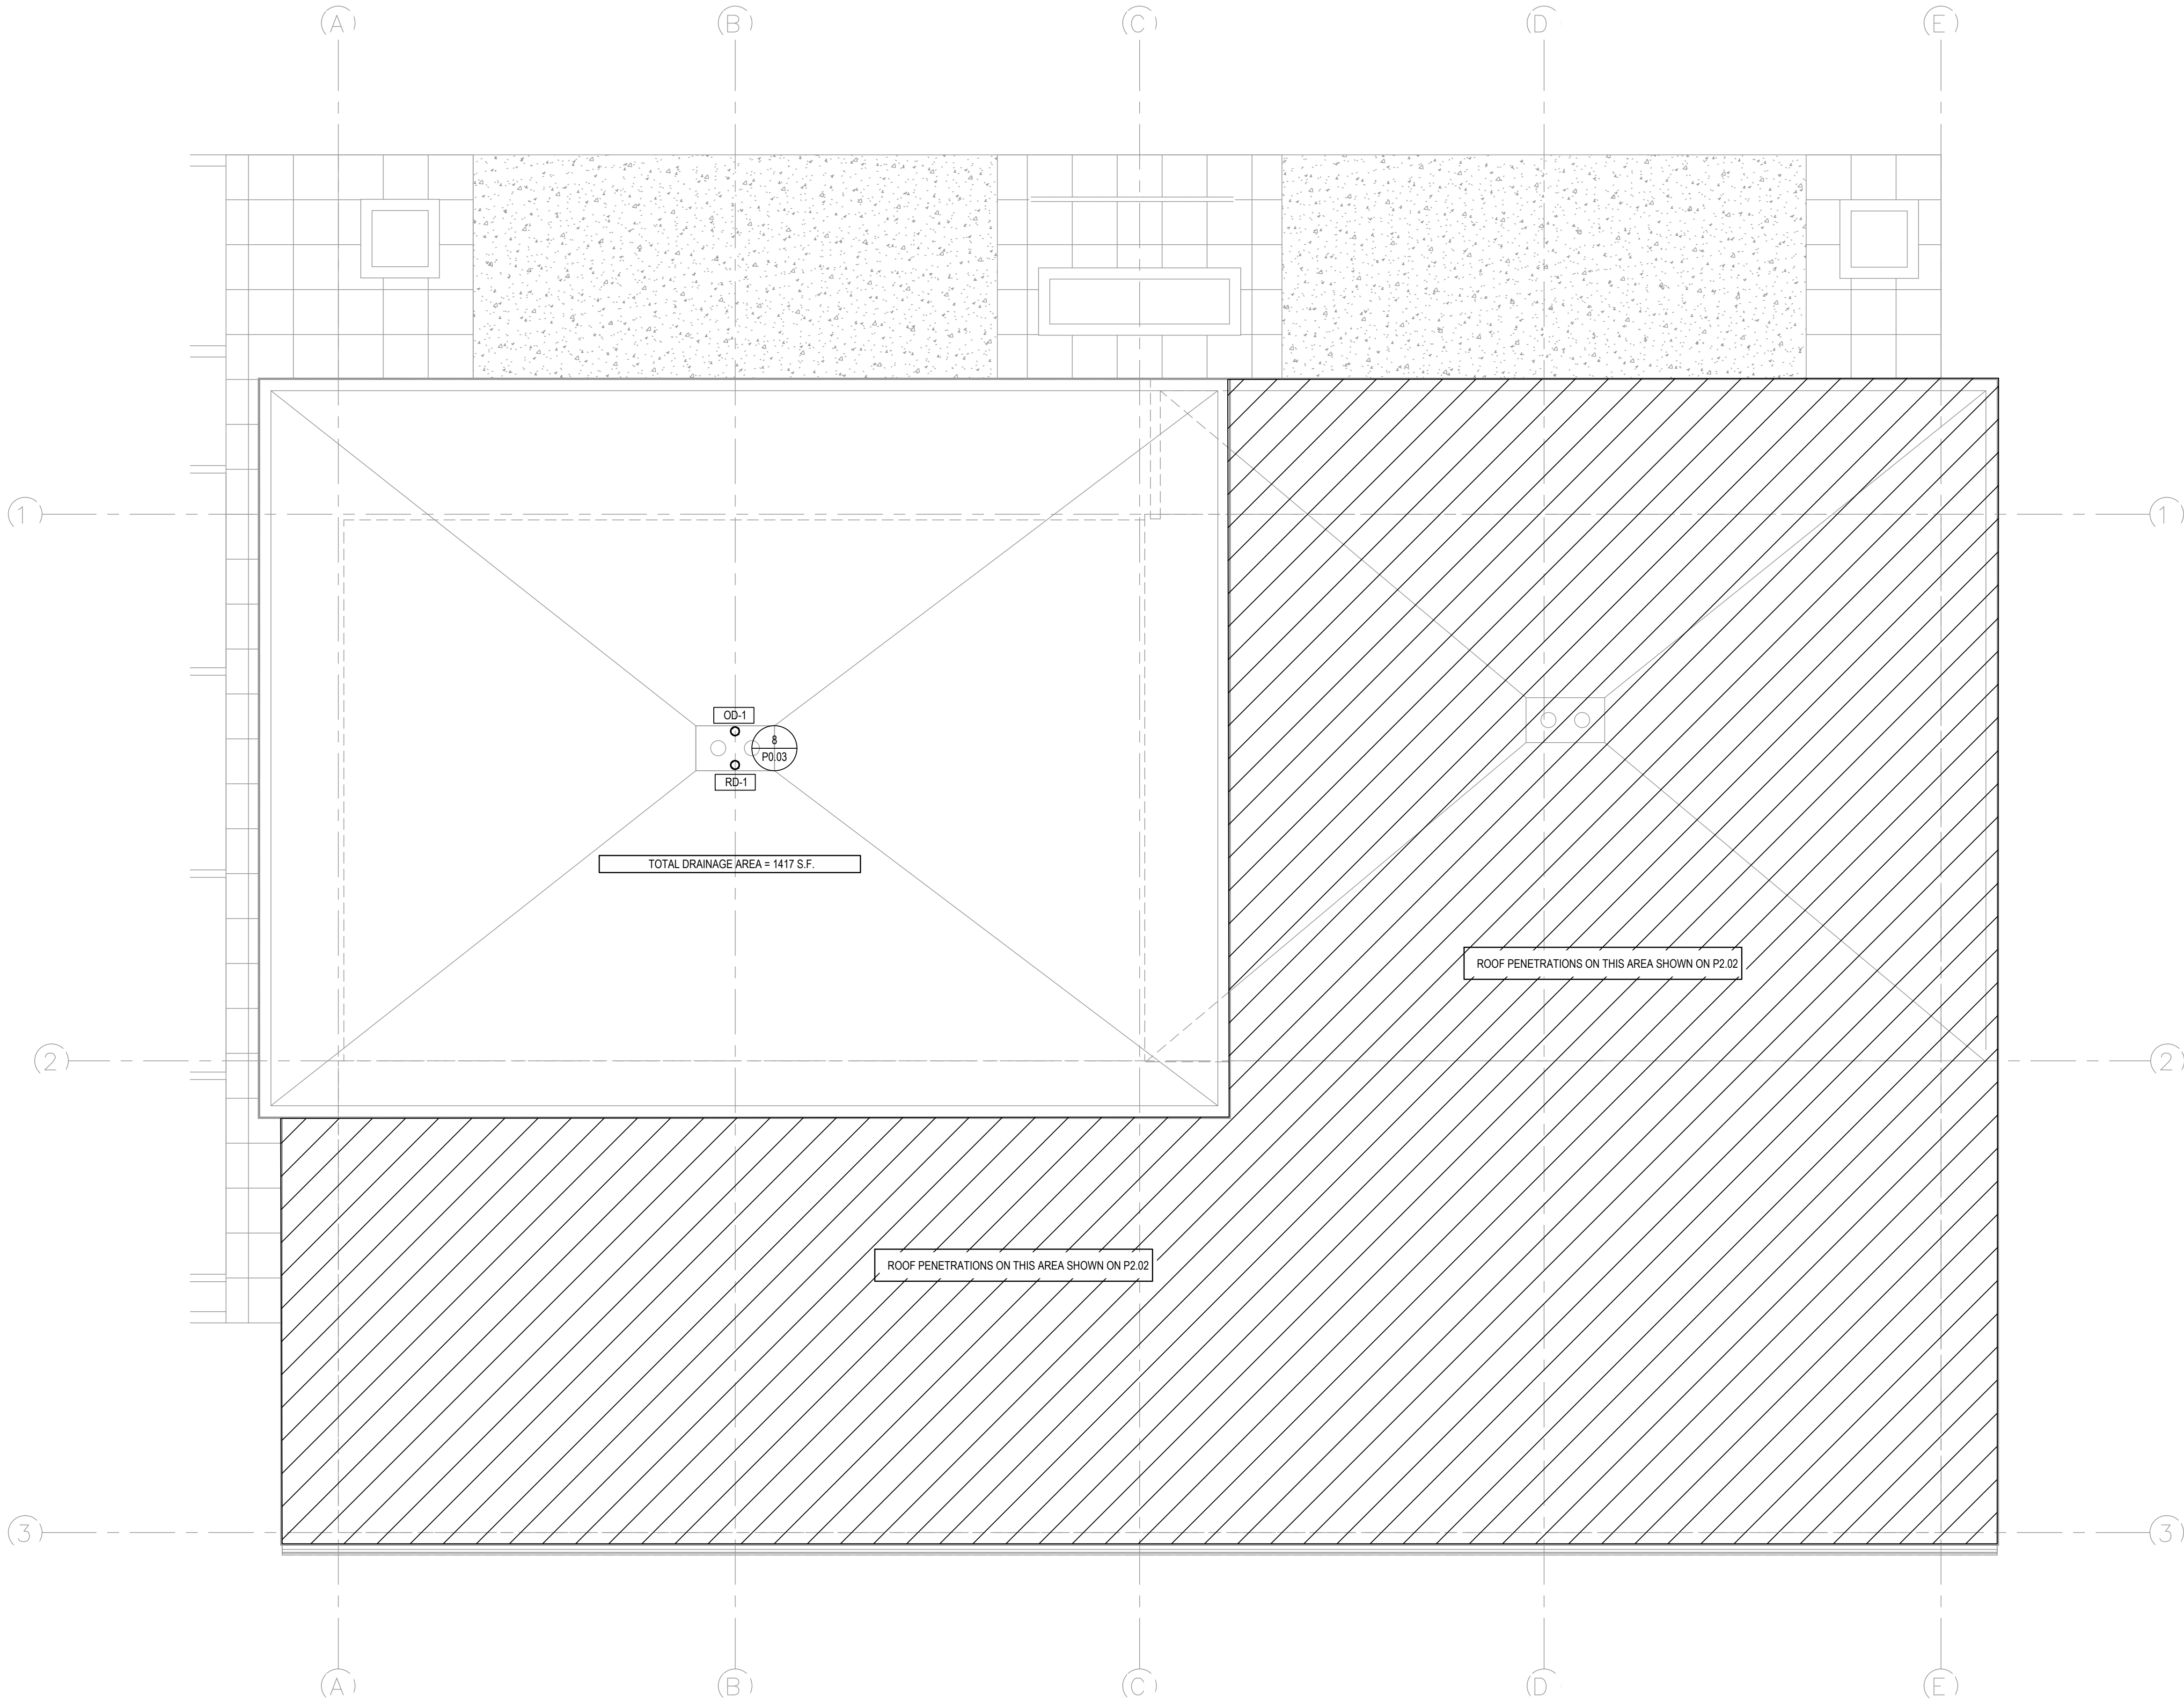 A
B
C
D
E
1
1
OD-1
8
P0.03
RD-1
TOTAL DRAINAGE AREA = 1417 S.F.
ROOF PENETRATIONS ON THIS AREA SHOWN ON P2.02
2
2
ROOF PENETRATIONS ON THIS AREA SHOWN ON P2.02
3
3
A
B
C
D
E